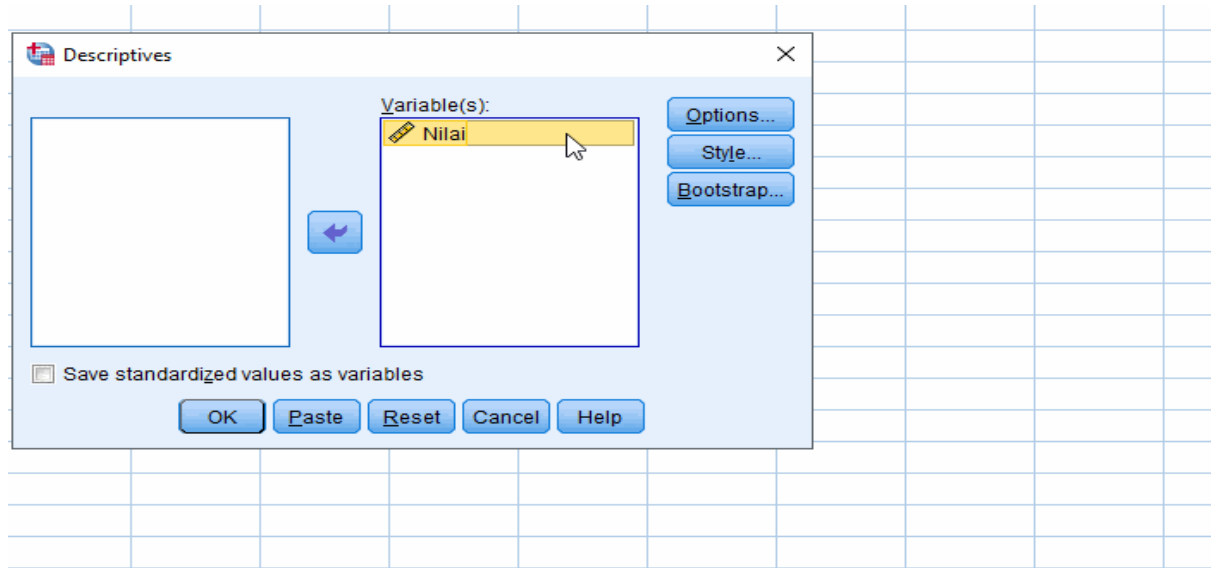 Descriptives
Variable(s):
Nilai
Options...
Style...
Bootstrap...
Save standardized values as variables
OK Paste Reset Cancel Help